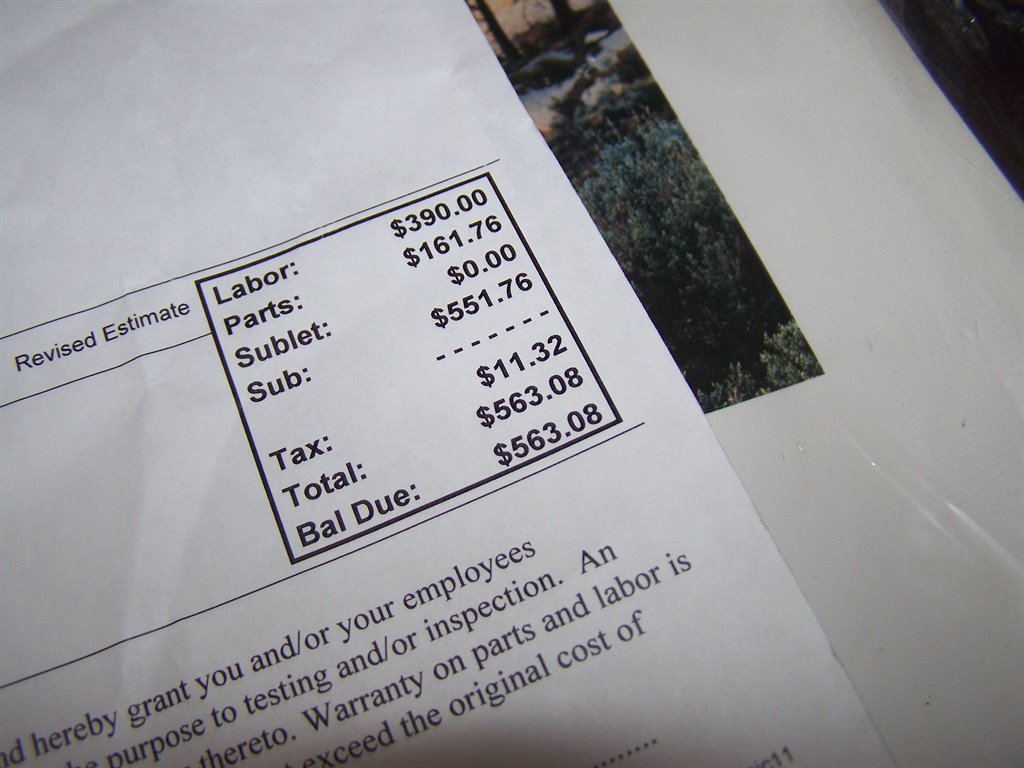 Revised Estimate
Labor: $390.00
Parts: $161.76
Sublet: $0.00
Sub: $551.76
- - - - - - -
Tax: $11.32
Total: $563.08
Bal Due: $563.08
hereby grant you and/or your employees
purpose to testing and/or inspection. An
thereto. Warranty on parts and labor is
exceed the original cost of